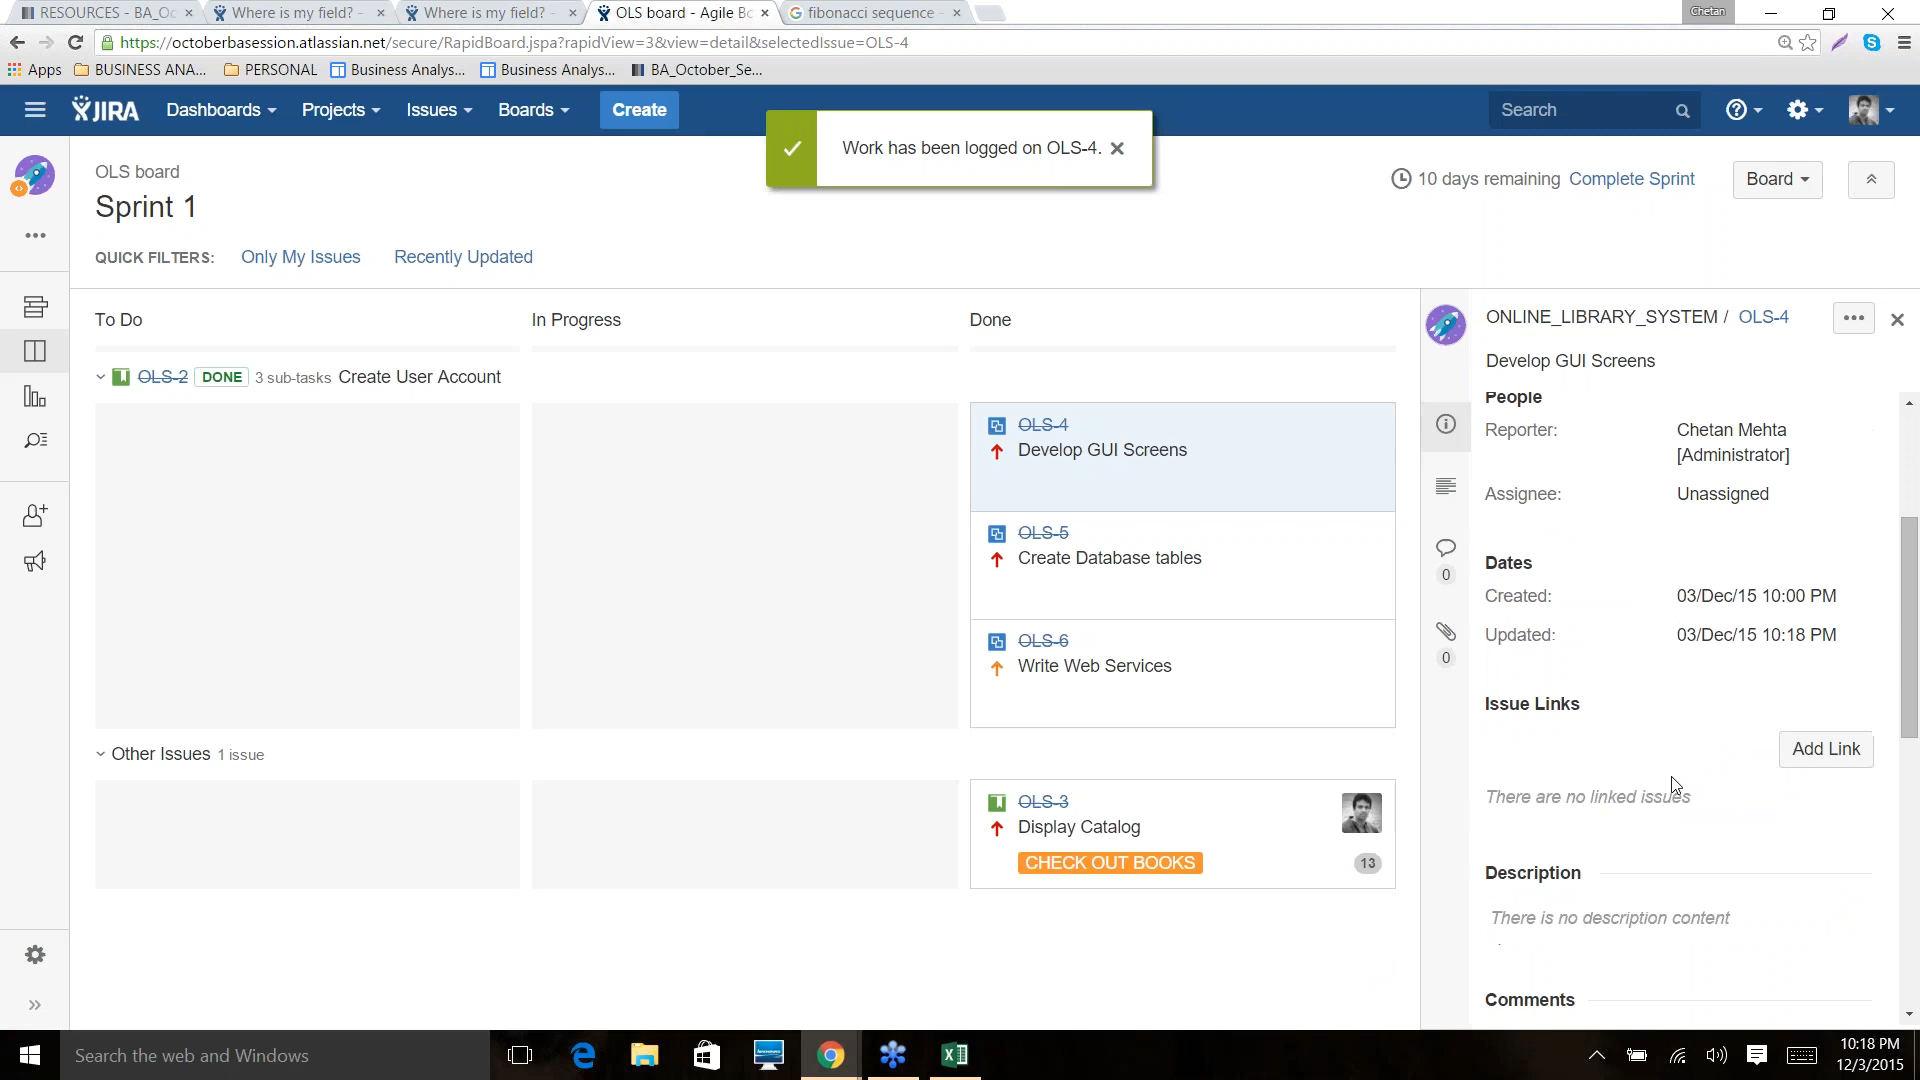 RESOURCES - BA_Oc
Where is my field? -
Where is my field? -
OLS board - Agile Bo
fibonacci sequence -
Chetan
https://octoberbasession.atlassian.net/secure/RapidBoard.jspa?rapidView=3&view=detail&selectedIssue=OLS-4
Apps
BUSINESS ANA...
PERSONAL
Business Analys...
Business Analys...
BA_October_Se...
JIRA
Dashboards
Projects
Issues
Boards
Create
Search
Work has been logged on OLS-4.
OLS board
Sprint 1
10 days remaining
Complete Sprint
Board
QUICK FILTERS:
Only My Issues
Recently Updated
To Do
In Progress
Done
OLS-2 DONE 3 sub-tasks Create User Account
OLS-4
Develop GUI Screens
OLS-5
Create Database tables
OLS-6
Write Web Services
Other Issues 1 issue
OLS-3
Display Catalog
CHECK OUT BOOKS
13
ONLINE_LIBRARY_SYSTEM / OLS-4
Develop GUI Screens
People
Reporter:
Chetan Mehta
[Administrator]
Assignee:
Unassigned
0
Dates
Created:
03/Dec/15 10:00 PM
Updated:
03/Dec/15 10:18 PM
0
Issue Links
Add Link
There are no linked issues
Description
There is no description content
Comments
Search the web and Windows
10:18 PM
12/3/2015